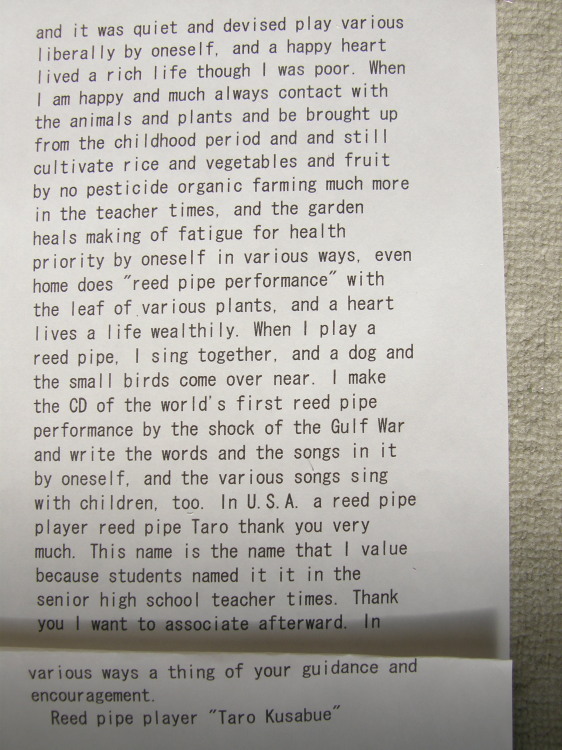 and it was quiet and devised play various
liberally by oneself, and a happy heart
lived a rich life though I was poor. When
I am happy and much always contact with
the animals and plants and be brought up
from the childhood period and and still
cultivate rice and vegetables and fruit
by no pesticide organic farming much more
in the teacher times, and the garden
heals making of fatigue for health
priority by oneself in various ways, even
home does "reed pipe performance" with
the leaf of various plants, and a heart
lives a life wealthily. When I play a
reed pipe, I sing together, and a dog and
the small birds come over near. I make
the CD of the world's first reed pipe
performance by the shock of the Gulf War
and write the words and the songs in it
by oneself, and the various songs sing
with children, too. In U.S.A. a reed pipe
player reed pipe Taro thank you very
much. This name is the name that I value
because students named it it in the
senior high school teacher times. Thank
you I want to associate afterward. In
various ways a thing of your guidance and
encouragement.
Reed pipe player "Taro Kusabue"